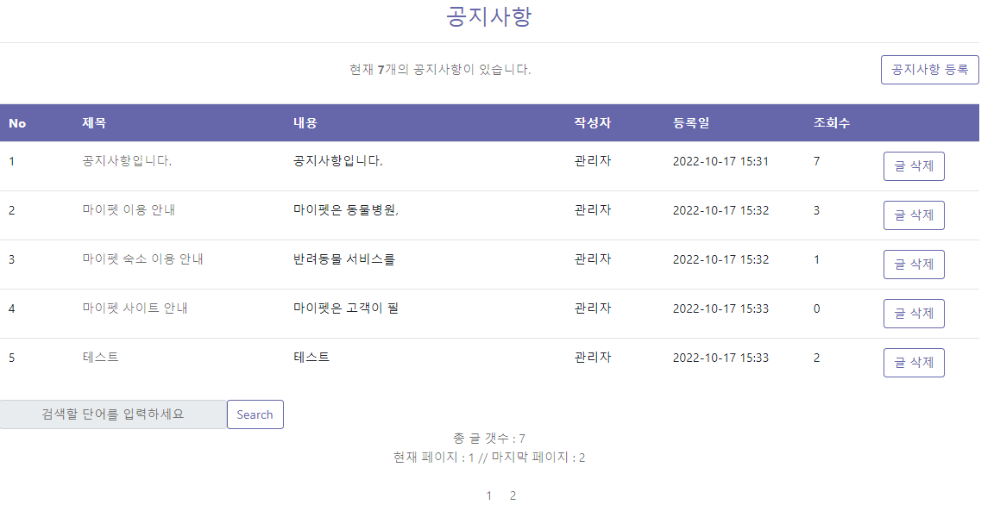 공지사항
현재 7개의 공지사항이 있습니다.
공지사항 등록
No 제목 내용 작성자 등록일 조회수
1 공지사항입니다. 공지사항입니다. 관리자 2022-10-17 15:31 7 글 삭제
2 마이펫 이용 안내 마이펫은 동물병원, 관리자 2022-10-17 15:32 3 글 삭제
3 마이펫 숙소 이용 안내 반려동물 서비스를 관리자 2022-10-17 15:32 1 글 삭제
4 마이펫 사이트 안내 마이펫은 고객이 필 관리자 2022-10-17 15:33 0 글 삭제
5 테스트 테스트 관리자 2022-10-17 15:33 2 글 삭제
검색할 단어를 입력하세요 Search
총 글 갯수 : 7
현재 페이지 : 1 // 마지막 페이지 : 2
1 2